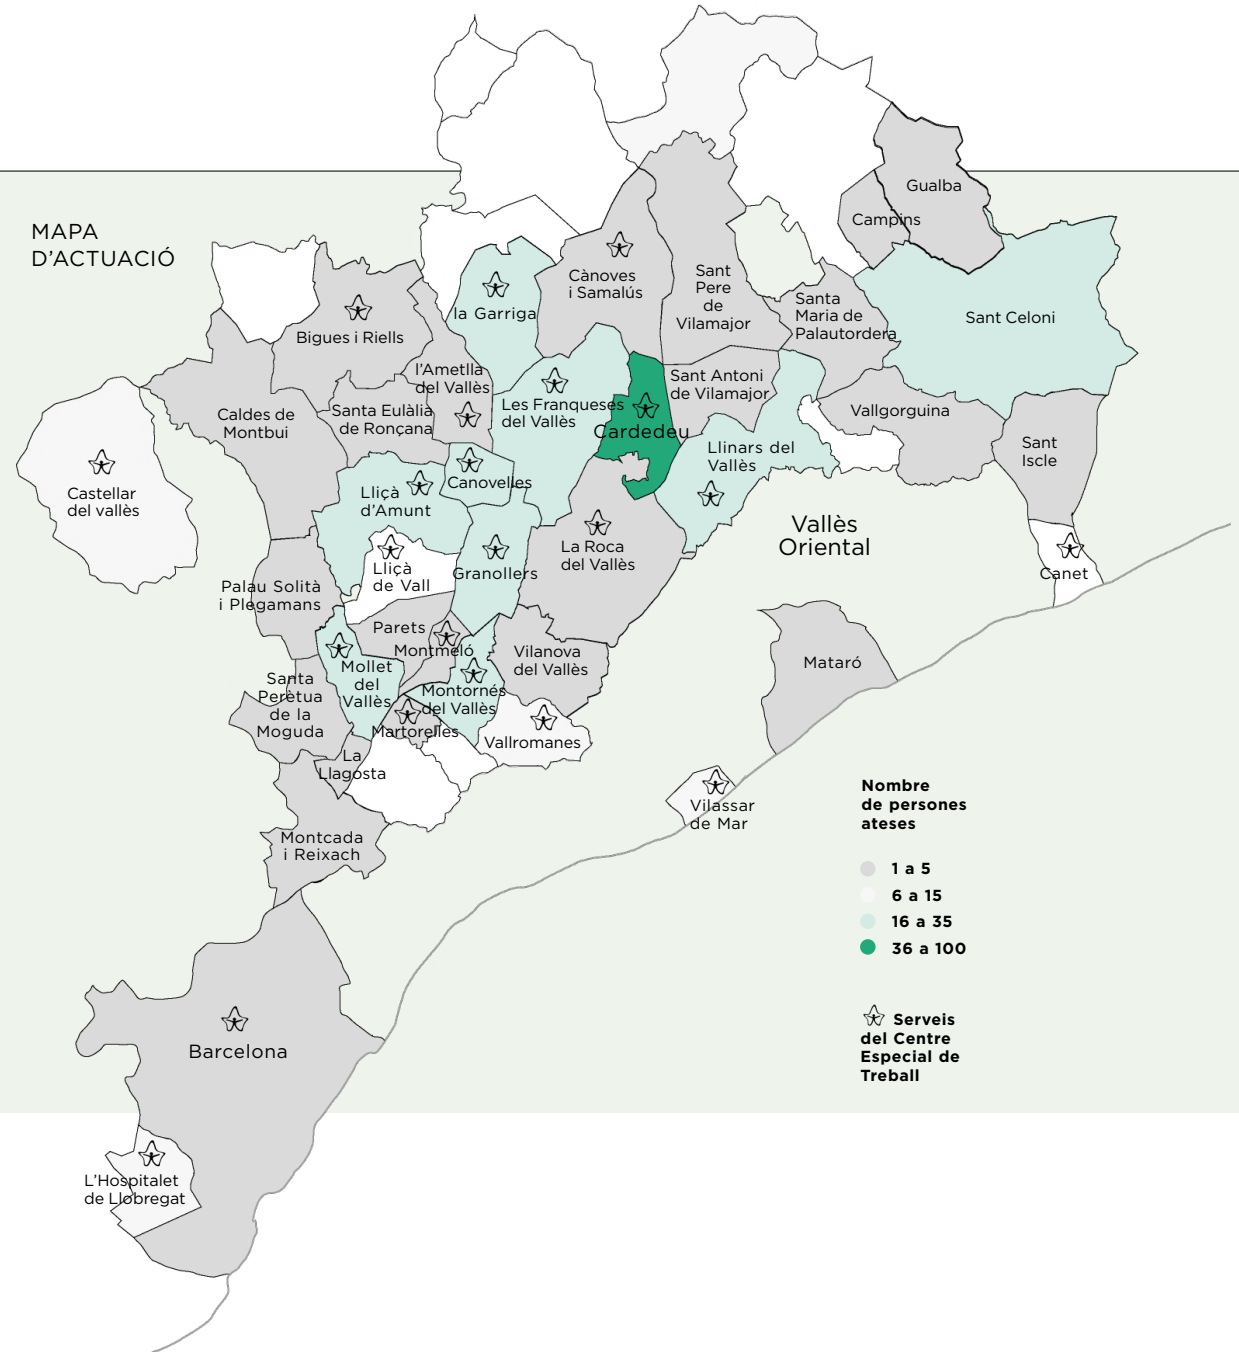 MAPA
D'ACTUACIÓ
Gualba
Campins
Cànoves
i Samalús
Sant
Pere
de
Vilamajor
Santa
Maria de
Palautordera
Sant Celoni
la Garriga
Bigues i Riells
l'Ametlla
del Vallès
Sant Antoni
de Vilamajor
Les Franqueses
del Vallès
Cardedeu
Vallgorguina
Caldes de
Montbui
Santa Eulàlia
de Ronçana
Llinars del
Vallès
Sant
Iscle
Castellar
del vallès
Lliçà
d'Amunt
Canovelles
Vallès
Oriental
La Roca
del Vallès
Lliçà
de Vall
Granollers
Canet
Palau Solità
i Plegamans
Parets
Montmeló
Vilanova
del Vallès
Mataró
Mollet
del
Vallès
Santa
Perètua
de la
Moguda
Montornés
del Vallès
Martorelles
Vallromanes
La
Llagosta
Vilassar
de Mar
Montcada
i Reixach
Nombre
de persones
ateses
1 a 5
6 a 15
16 a 35
36 a 100
Serveis
del Centre
Especial de
Treball
Barcelona
L'Hospitalet
de Llobregat